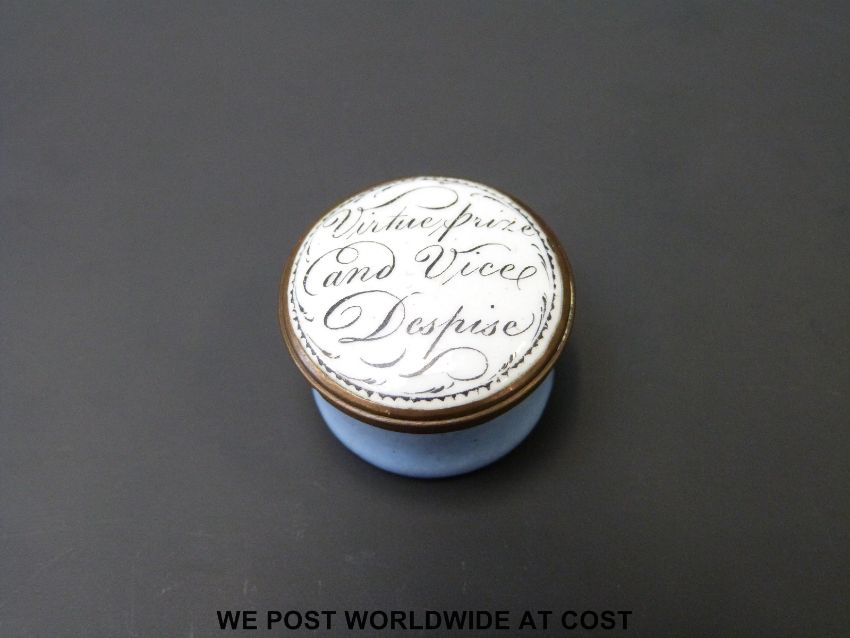 Virtue prize
and Vice
Despise
WE POST WORLDWIDE AT COST